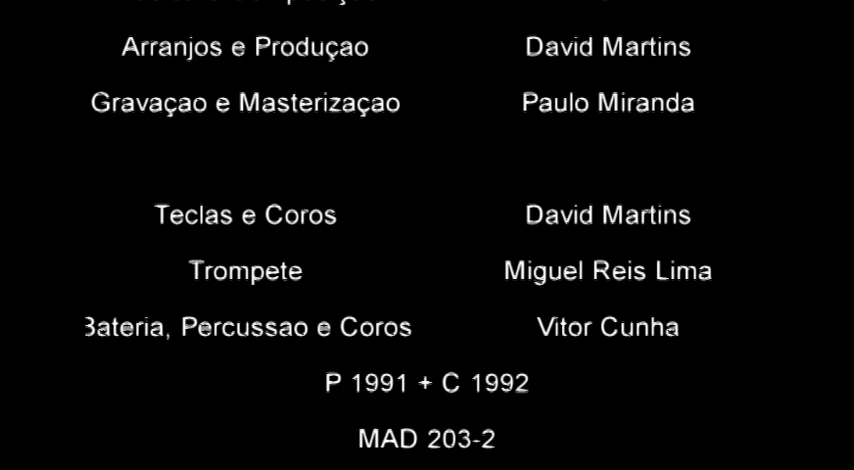 Arranjos e Produçao David Martins
Gravaçao e Masterizaçao Paulo Miranda
Teclas e Coros David Martins
Trompete Miguel Reis Lima
Bateria, Percussao e Coros Vitor Cunha
P 1991 + C 1992
MAD 203-2